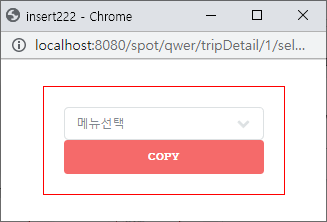 insert222 - Chrome
localhost:8080/spot/qwer/tripDetail/1/sel...
메뉴선택
COPY